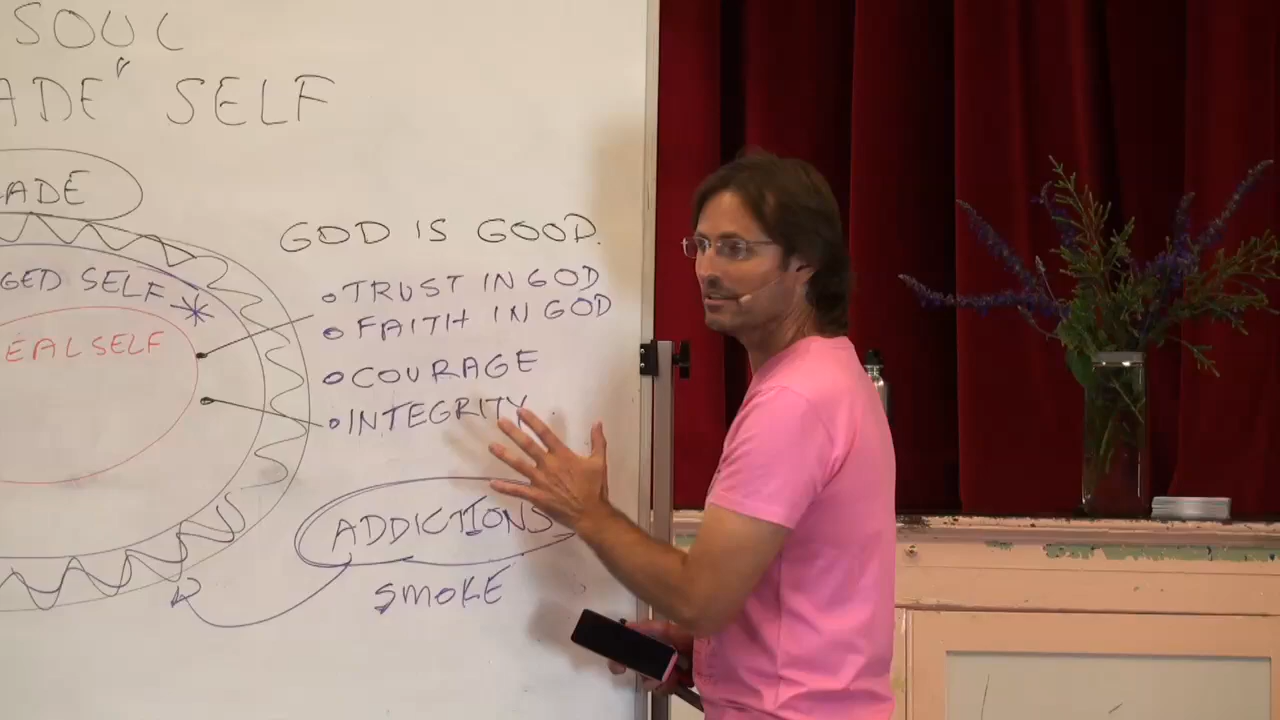 SOUL
ADE" SELF
ADE
GOD IS GOOD.
GED SELF *
• TRUST IN GOD
• FAITH IN GOD
EAL SELF
• COURAGE
• INTEGRITY
ADDICTIONS
SMOKE